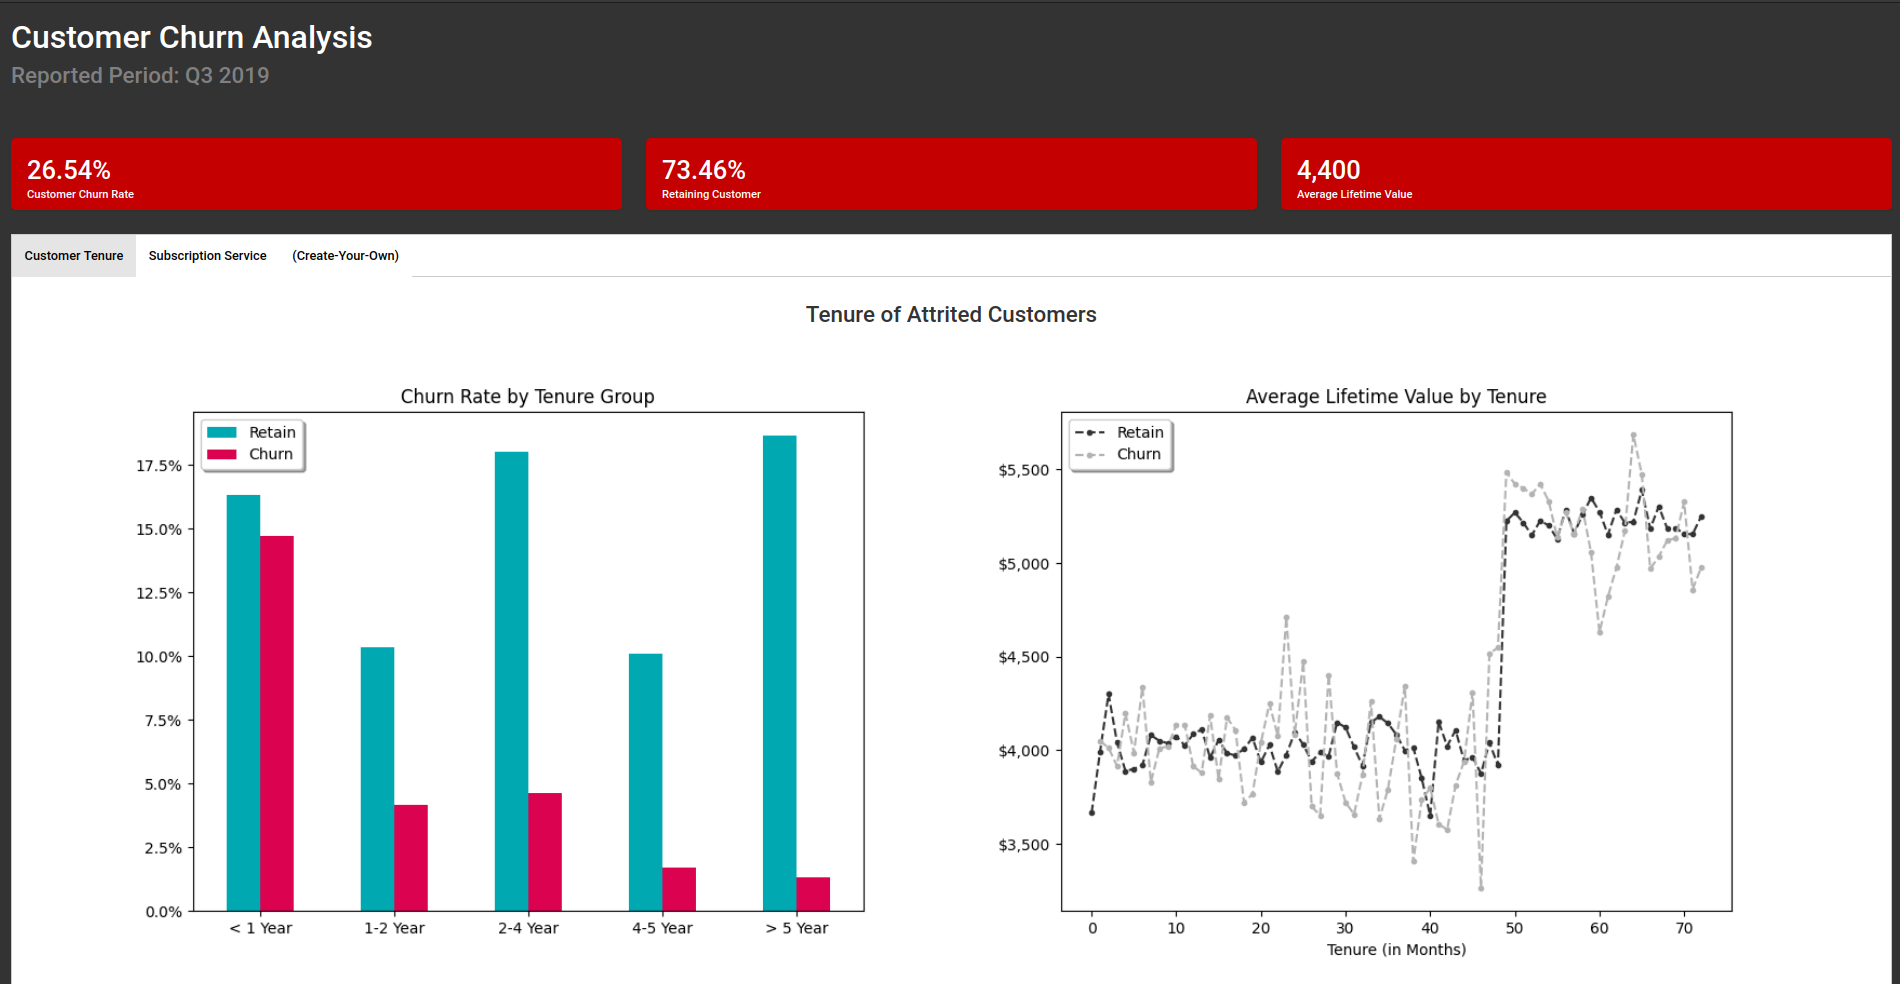 Customer Churn Analysis
Reported Period: Q3 2019
26.54%
Customer Churn Rate
73.46%
Retaining Customer
4,400
Average Lifetime Value
Customer Tenure
Subscription Service
(Create-Your-Own)
Tenure of Attrited Customers
Churn Rate by Tenure Group
Retain
Churn
17.5%
15.0%
12.5%
10.0%
7.5%
5.0%
2.5%
0.0%
< 1 Year
1-2 Year
2-4 Year
4-5 Year
> 5 Year
Average Lifetime Value by Tenure
Retain
Churn
$5,500
$5,000
$4,500
$4,000
$3,500
0
10
20
30
40
50
60
70
Tenure (in Months)